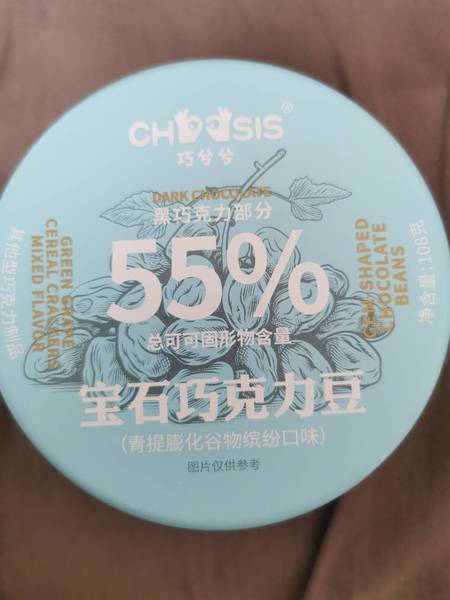 CHOOSIS®
巧兮兮
DARK CHOCOLATE
黑巧克力部分
55%
总可可固形物含量
宝石巧克力豆
（青提膨化谷物缤纷口味）
图片仅供参考
GREEN GRAPE
CEREAL CRACKERS
MIXED FLAVOR
其他型巧克力制品
GEM-SHAPED
CHOCOLATE
BEANS
净含量:108克